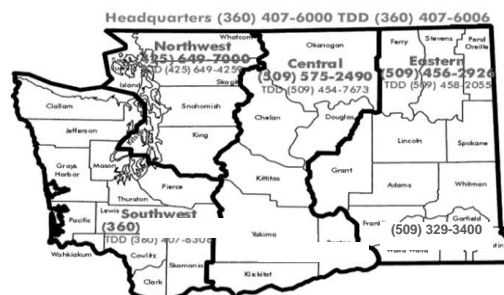 Headquarters (360) 407-6000 TDD (360) 407-6006
Whatcom
Okanogan
Ferry
Stevens
Pend Oreille
Northwest
(425) 649-7000
TDD (425) 649-4259
Central
(509) 575-2490
TDD (509) 454-7673
Eastern
(509) 456-2926
TDD (509) 458-2055
Island
Clallam
Snohomish
Chelan
Douglas
Jefferson
King
Lincoln
Spokane
Grays Harbor
Mason
Kittitas
Grant
Pierce
Adams
Whitman
Thurston
Pacific
Lewis
Southwest
(360)
TDD (360) 407-6306
Yakima
Garfield
(509) 329-3400
Wahkiakum
Cowlitz
Skamania
Klickitat
Clark